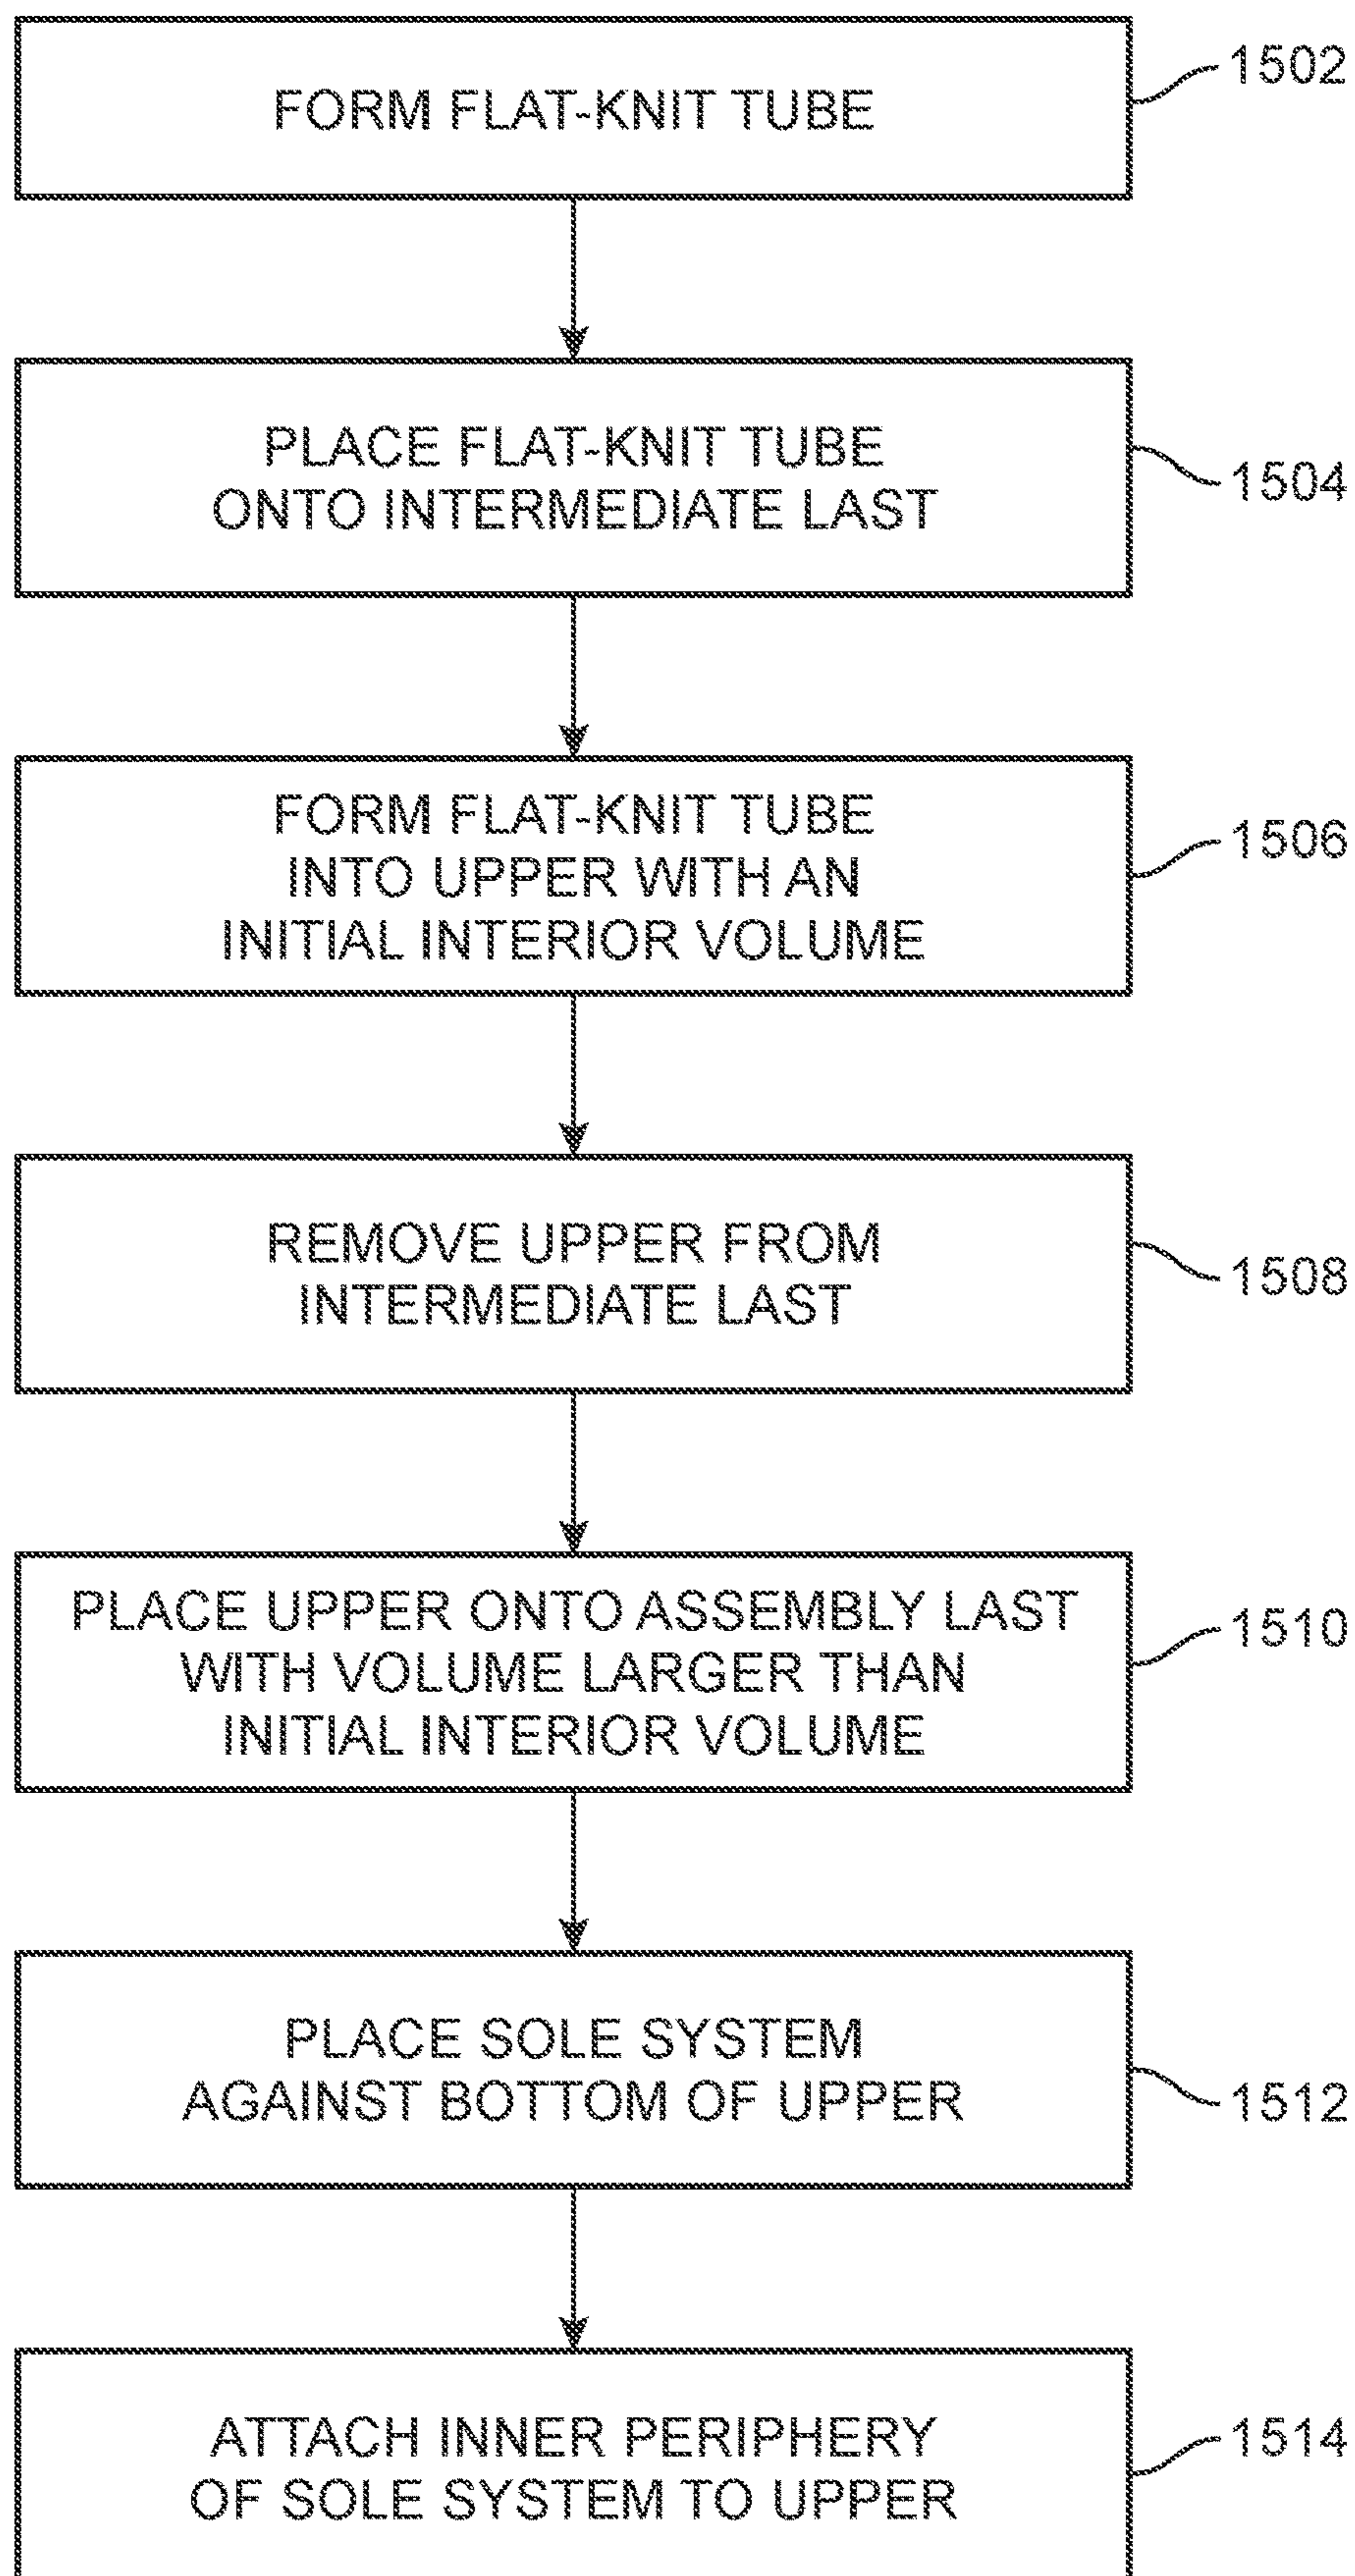 FORM FLAT-KNIT TUBE
1502
PLACE FLAT-KNIT TUBE
ONTO INTERMEDIATE LAST
1504
FORM FLAT-KNIT TUBE
INTO UPPER WITH AN
INITIAL INTERIOR VOLUME
1506
REMOVE UPPER FROM
INTERMEDIATE LAST
1508
PLACE UPPER ONTO ASSEMBLY LAST
WITH VOLUME LARGER THAN
INITIAL INTERIOR VOLUME
1510
PLACE SOLE SYSTEM
AGAINST BOTTOM OF UPPER
1512
ATTACH INNER PERIPHERY
OF SOLE SYSTEM TO UPPER
1514